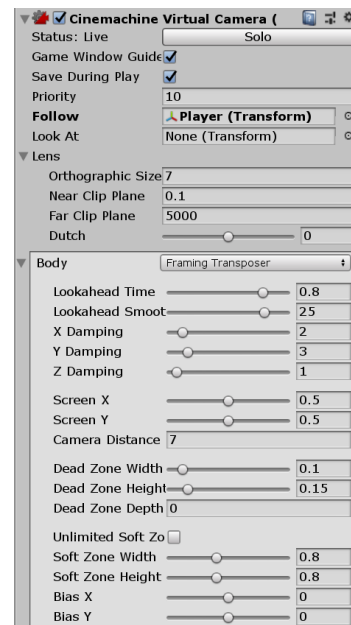 Cinemachine Virtual Camera (
Status: Live Solo
Game Window Guide
Save During Play
Priority 10
Follow Player (Transform)
Look At None (Transform)
Lens
Orthographic Size 7
Near Clip Plane 0.1
Far Clip Plane 5000
Dutch 0
Body Framing Transposer
Lookahead Time 0.8
Lookahead Smoot 25
X Damping 2
Y Damping 3
Z Damping 1
Screen X 0.5
Screen Y 0.5
Camera Distance 7
Dead Zone Width 0.1
Dead Zone Height 0.15
Dead Zone Depth 0
Unlimited Soft Zo
Soft Zone Width 0.8
Soft Zone Height 0.8
Bias X 0
Bias Y 0